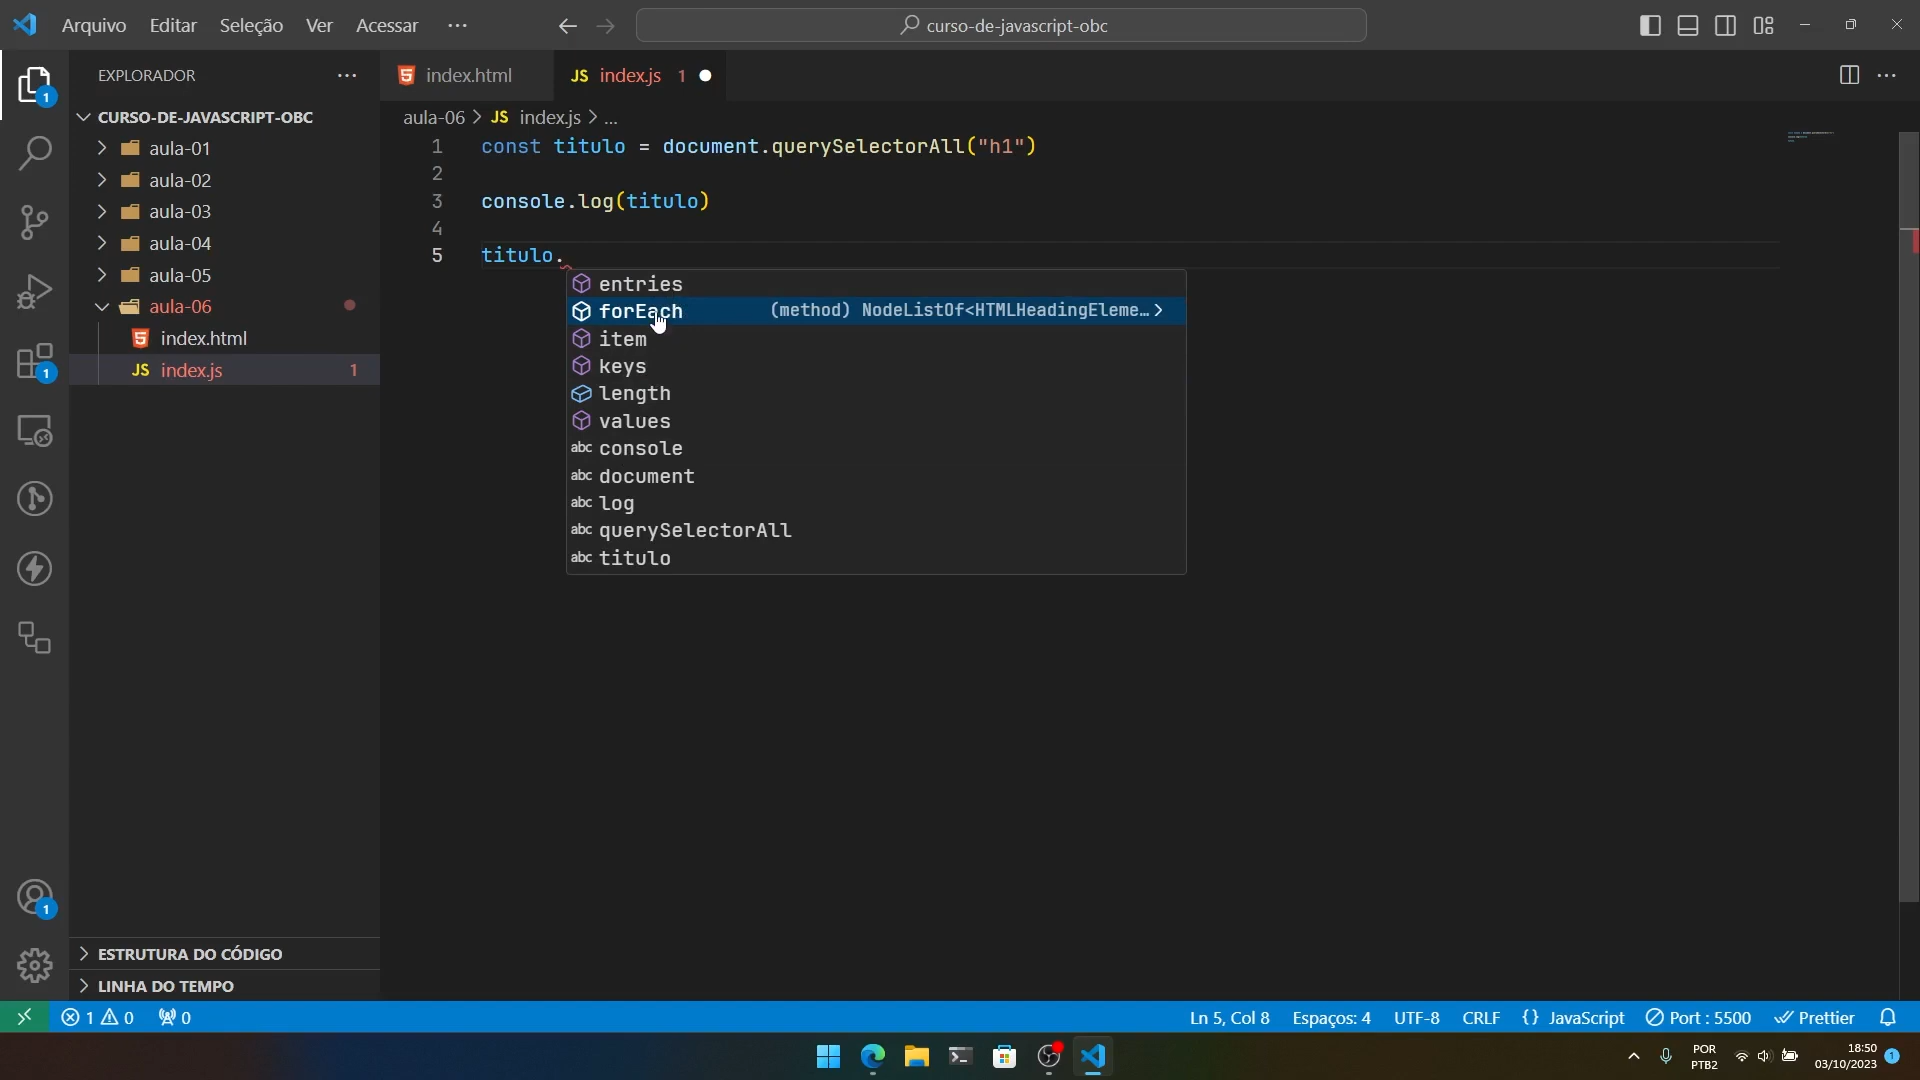 Arquivo Editar Seleção Ver Acessar ··· curso-de-javascript-obc
EXPLORADOR ···
CURSO-DE-JAVASCRIPT-OBC
aula-01
aula-02
aula-03
aula-04
aula-05
aula-06
index.html
JS index.js 1
ESTRUTURA DO CÓDIGO
LINHA DO TEMPO
1
1
1
index.html JS index.js 1
aula-06 > JS index.js > ...
1 const titulo = document.querySelectorAll("h1")
2
3 console.log(titulo)
4
5 titulo.
entries
forEach (method) NodeListOf<HTMLHeadingEleme…
item
keys
length
values
abc console
abc document
abc log
abc querySelectorAll
abc titulo
1 0 0 Ln 5, Col 8 Espaços: 4 UTF-8 CRLF {} JavaScript Port : 5500 Prettier
POR
PTB2
18:50
03/10/2023
1